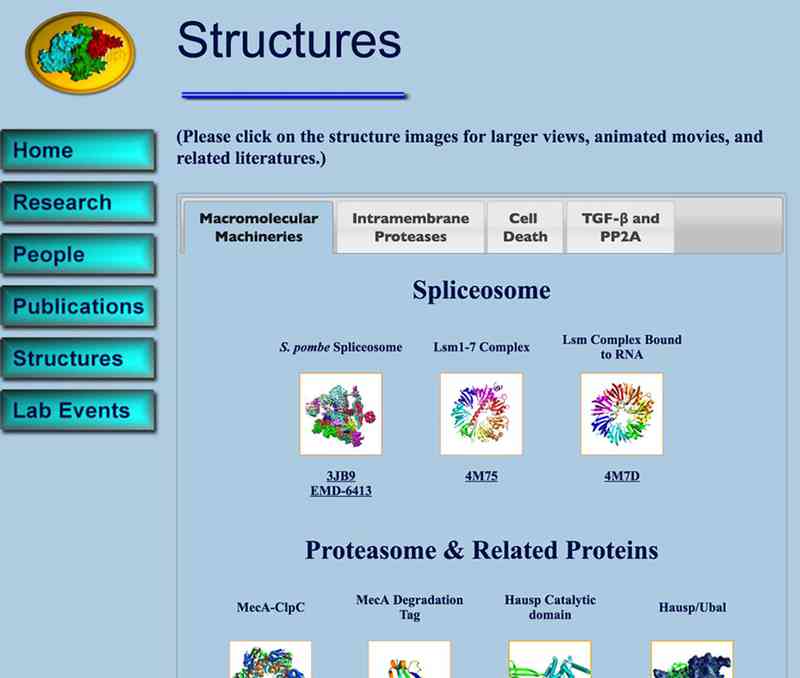 Structures
(Please click on the structure images for larger views, animated movies, and
related literatures.)
Home
Research
People
Publications
Structures
Lab Events
Macromolecular
Machineries
Intramembrane
Proteases
Cell
Death
TGF-β and
PP2A
Spliceosome
S. pombe Spliceosome
Lsm1-7 Complex
Lsm Complex Bound
to RNA
3JB9
EMD-6413
4M75
4M7D
Proteasome & Related Proteins
MecA-ClpC
MecA Degradation
Tag
Hausp Catalytic
domain
Hausp/Ubal